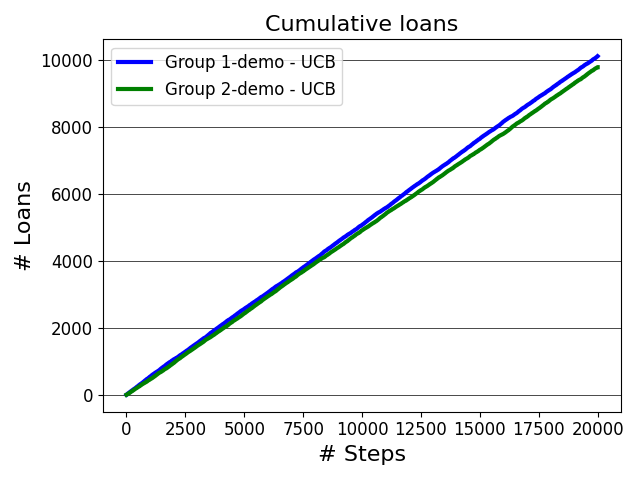 Cumulative loans
Group 1-demo - UCB
Group 2-demo - UCB
# Loans
10000
8000
6000
4000
2000
0
0 2500 5000 7500 10000 12500 15000 17500 20000
# Steps